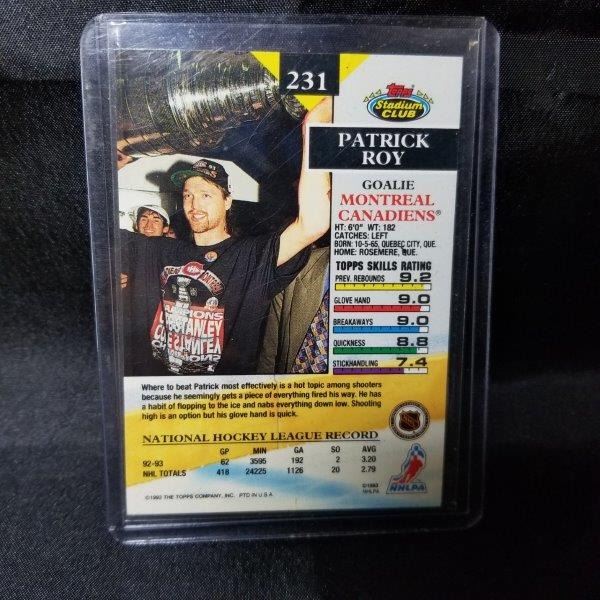 231
Topps
Stadium
CLUB
PATRICK
ROY
GOALIE
MONTREAL
CANADIENS®
HT: 6'0" WT: 182
CATCHES: LEFT
BORN: 10-5-65, QUEBEC CITY, QUE.
HOME: ROSEMERE, QUE.
TOPPS SKILLS RATING
PREV. REBOUNDS 9.2
GLOVE HAND 9.0
BREAKAWAYS 9.0
QUICKNESS 8.8
STICKHANDLING 7.4
STANLEY
Where to beat Patrick most effectively is a hot topic among shooters
because he seemingly gets a piece of everything fired his way. He has
a habit of flopping to the ice and nabs everything down low. Shooting
high is an option but his glove hand is quick.
NATIONAL HOCKEY LEAGUE RECORD
GP MIN GA SO AVG
92-93 62 3595 192 2 3.20
NHL TOTALS 418 24225 1126 20 2.79
©1993 THE TOPPS COMPANY, INC. PTD IN U.S.A.
NHLPA
©1993
NHLPA